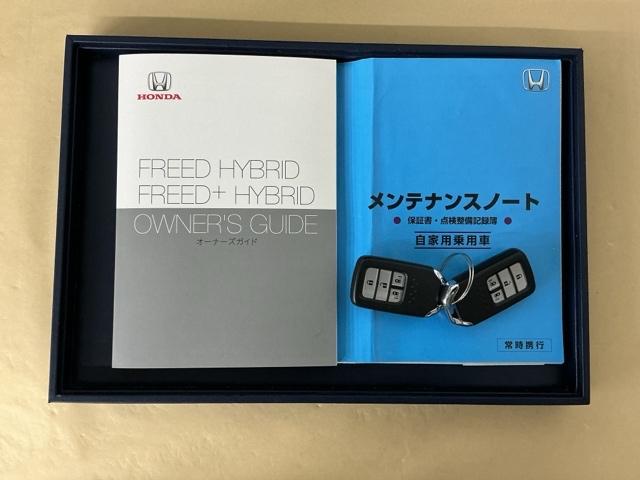 HONDA
FREED HYBRID
FREED+ HYBRID
OWNER'S GUIDE
オーナーズガイド
メンテナンスノート
保証書・点検整備記録簿
自家用乗用車
常時携行